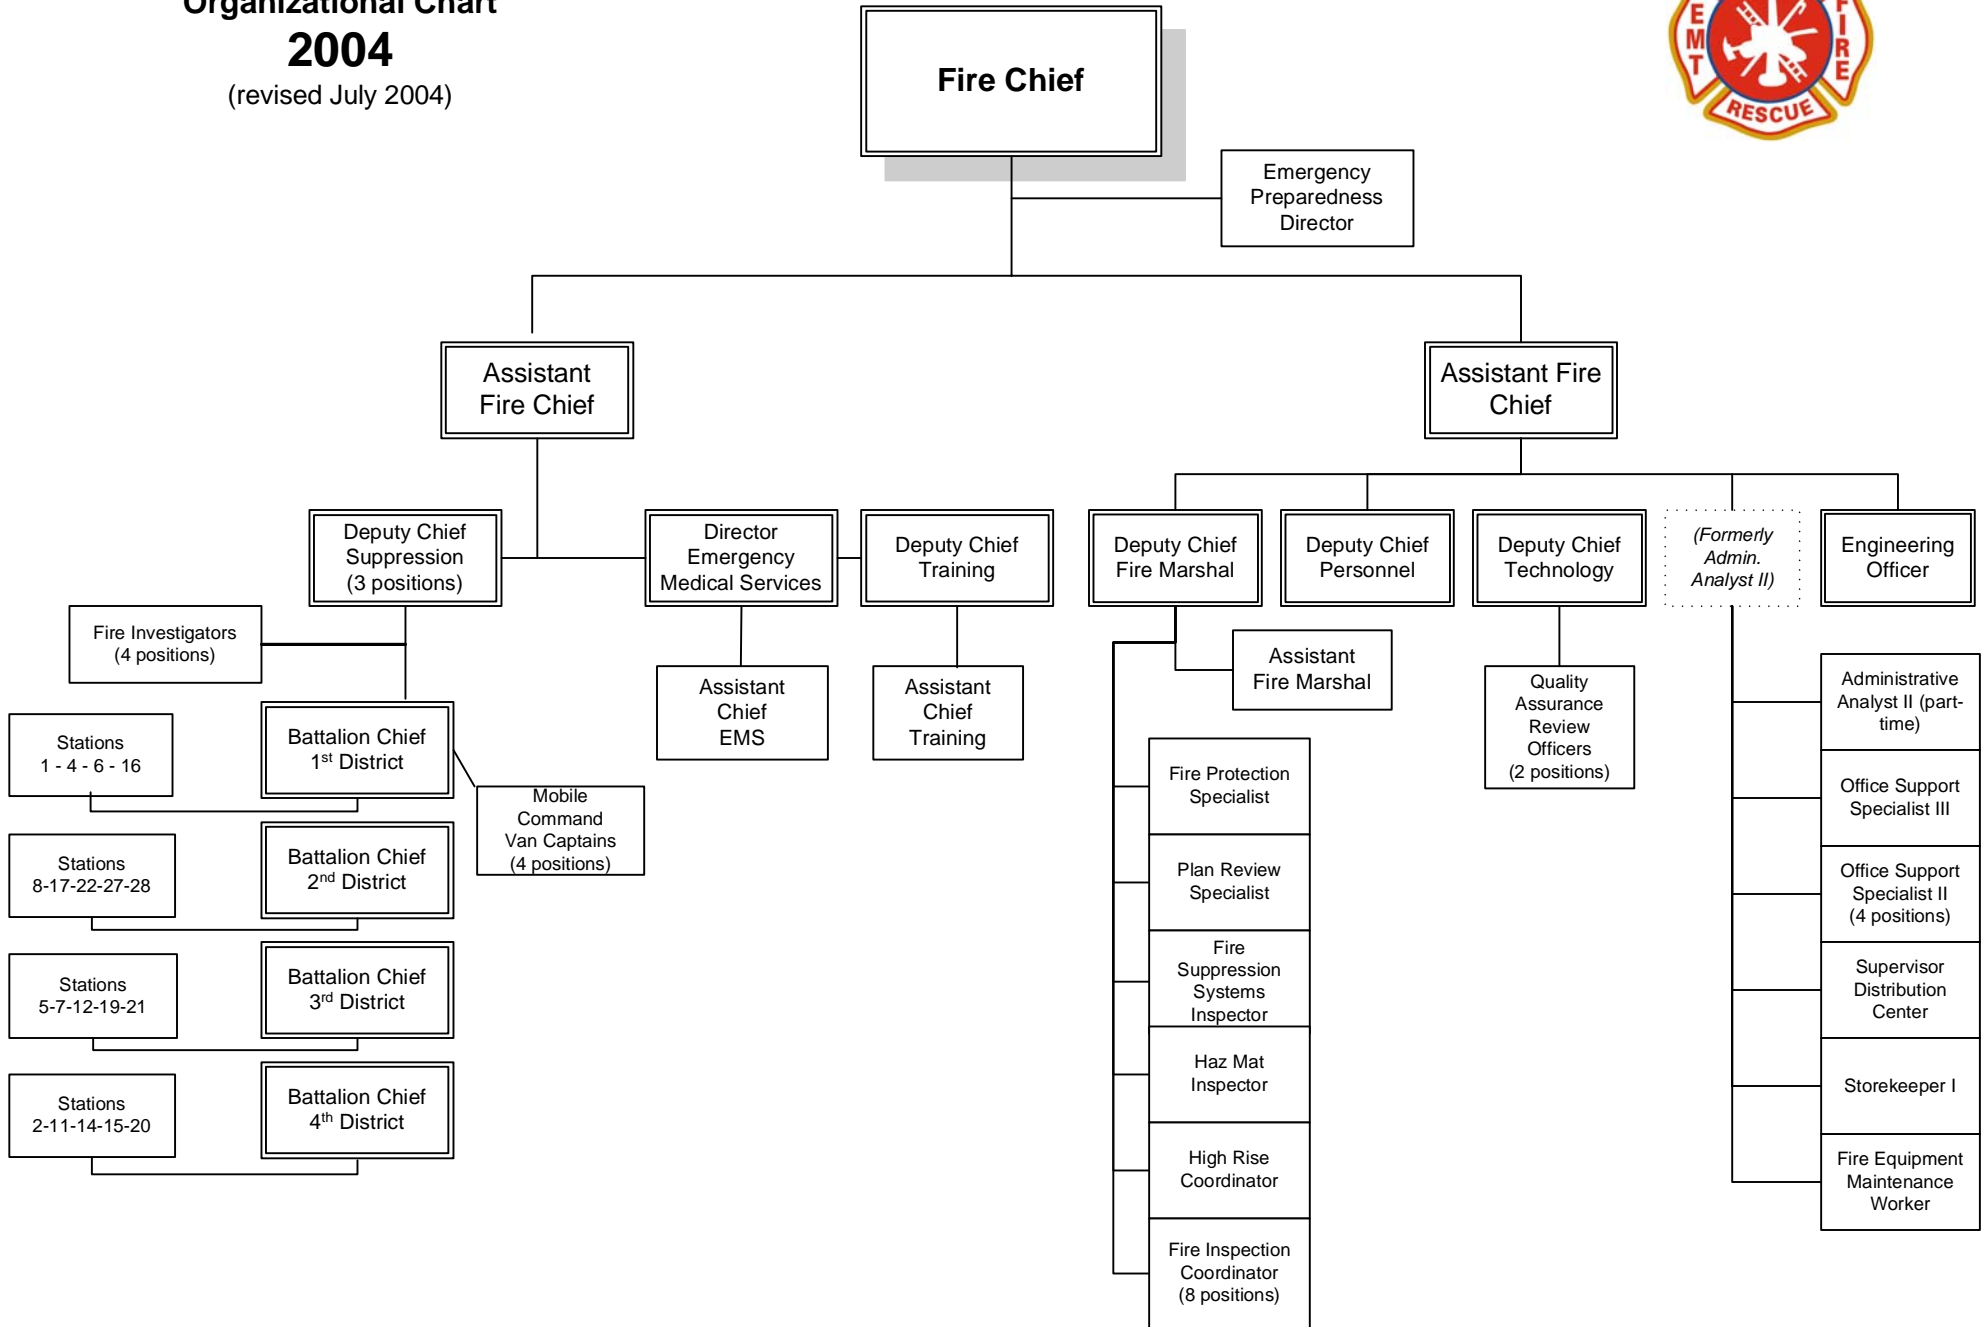 Organizational Chart
2004
(revised July 2004)
EMT
FIRE
RESCUE
Fire Chief
Emergency
Preparedness
Director
Assistant
Fire Chief
Assistant Fire
Chief
Deputy Chief
Suppression
(3 positions)
Director
Emergency
Medical Services
Deputy Chief
Training
Deputy Chief
Fire Marshal
Deputy Chief
Personnel
Deputy Chief
Technology
(Formerly
Admin.
Analyst II)
Engineering
Officer
Fire Investigators
(4 positions)
Assistant
Chief
EMS
Assistant
Chief
Training
Assistant
Fire Marshal
Quality
Assurance
Review
Officers
(2 positions)
Stations
1 - 4 - 6 - 16
Battalion Chief
1st District
Mobile
Command
Van Captains
(4 positions)
Stations
8-17-22-27-28
Battalion Chief
2nd District
Stations
5-7-12-19-21
Battalion Chief
3rd District
Stations
2-11-14-15-20
Battalion Chief
4th District
Fire Protection
Specialist
Plan Review
Specialist
Fire
Suppression
Systems
Inspector
Haz Mat
Inspector
High Rise
Coordinator
Fire Inspection
Coordinator
(8 positions)
Administrative
Analyst II (part-
time)
Office Support
Specialist III
Office Support
Specialist II
(4 positions)
Supervisor
Distribution
Center
Storekeeper I
Fire Equipment
Maintenance
Worker